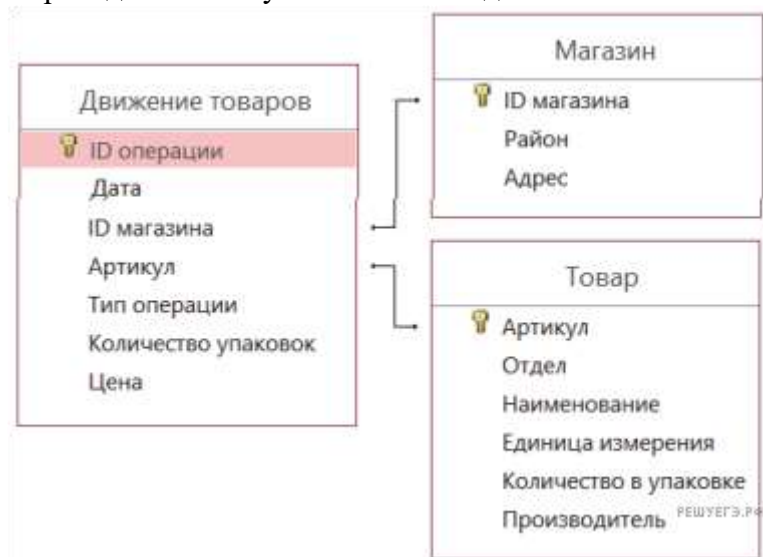 Движение товаров
ID операции
Дата
ID магазина
Артикул
Тип операции
Количество упаковок
Цена
Магазин
ID магазина
Район
Адрес
Товар
Артикул
Отдел
Наименование
Единица измерения
Количество в упаковке
Производитель
РЕШУЕГЭ.РФ